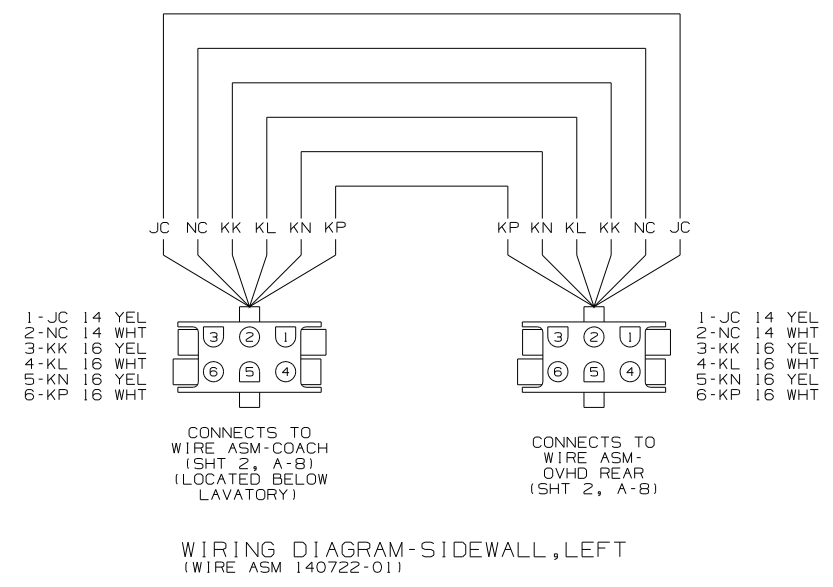 JC NC KK KL KN KP
KP KN KL KK NC JC
1-JC 14 YEL
2-NC 14 WHT
3-KK 16 YEL
4-KL 16 WHT
5-KN 16 YEL
6-KP 16 WHT
3 2 1
6 5 4
CONNECTS TO
WIRE ASM-COACH
(SHT 2, A-8)
(LOCATED BELOW
LAVATORY)
3 2 1
6 5 4
1-JC 14 YEL
2-NC 14 WHT
3-KK 16 YEL
4-KL 16 WHT
5-KN 16 YEL
6-KP 16 WHT
CONNECTS TO
WIRE ASM-
OVHD REAR
(SHT 2, A-8)
WIRING DIAGRAM-SIDEWALL,LEFT
(WIRE ASM 140722-01)